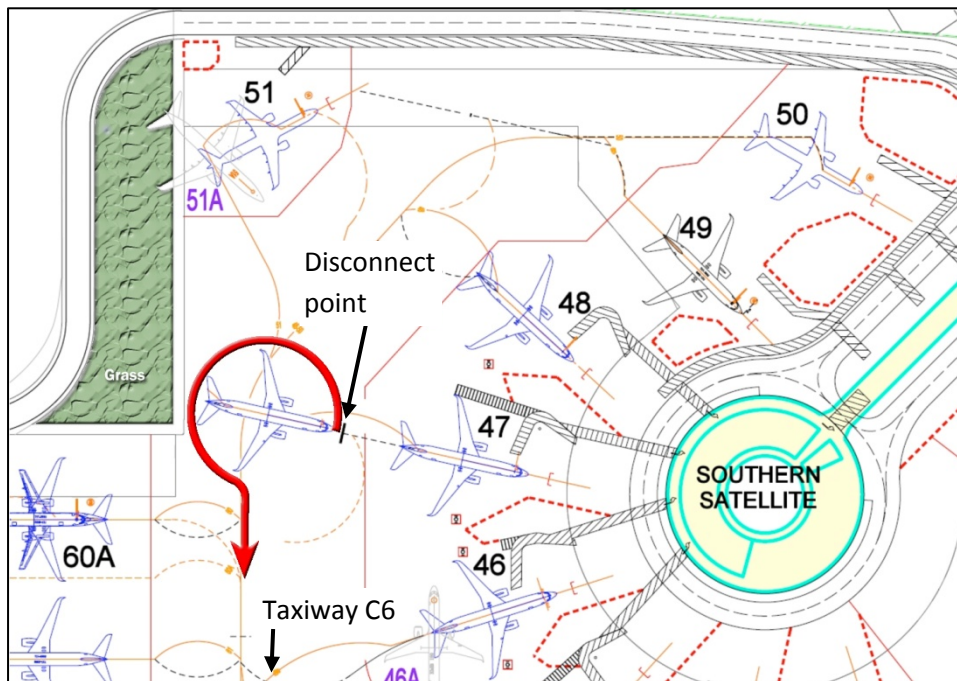 51
50
51A
49
Disconnect
point
48
Grass
47
SOUTHERN
SATELLITE
60A
46
Taxiway C6
46A